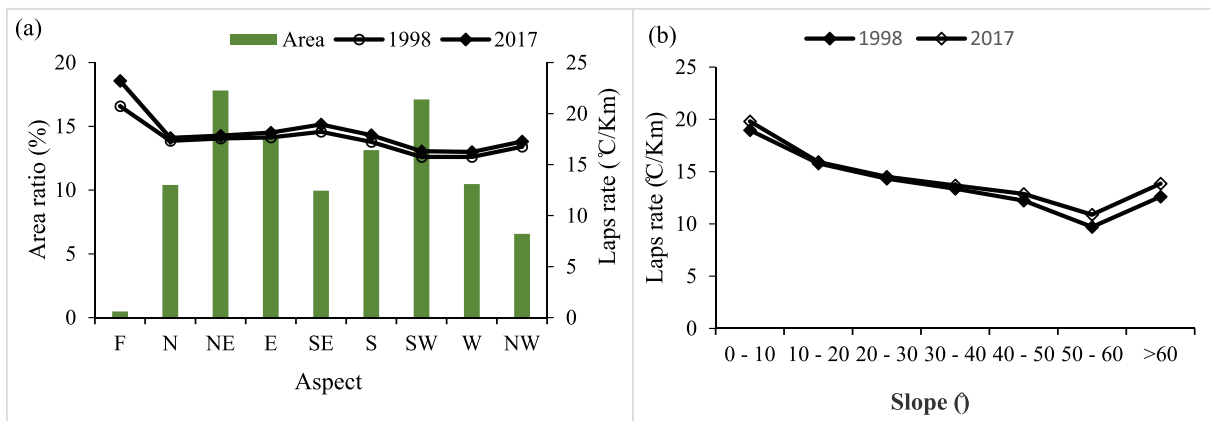 (a)
Area 1998 2017
20
15
10
5
0
Area ratio (%)
25
20
15
10
5
0
Laps rate (℃/Km)
F N NE E SE S SW W NW
Aspect
(b)
1998 2017
25
20
15
10
5
0
Laps rate (℃/Km)
0 - 10 10 - 20 20 - 30 30 - 40 40 - 50 50 - 60 >60
Slope (°)